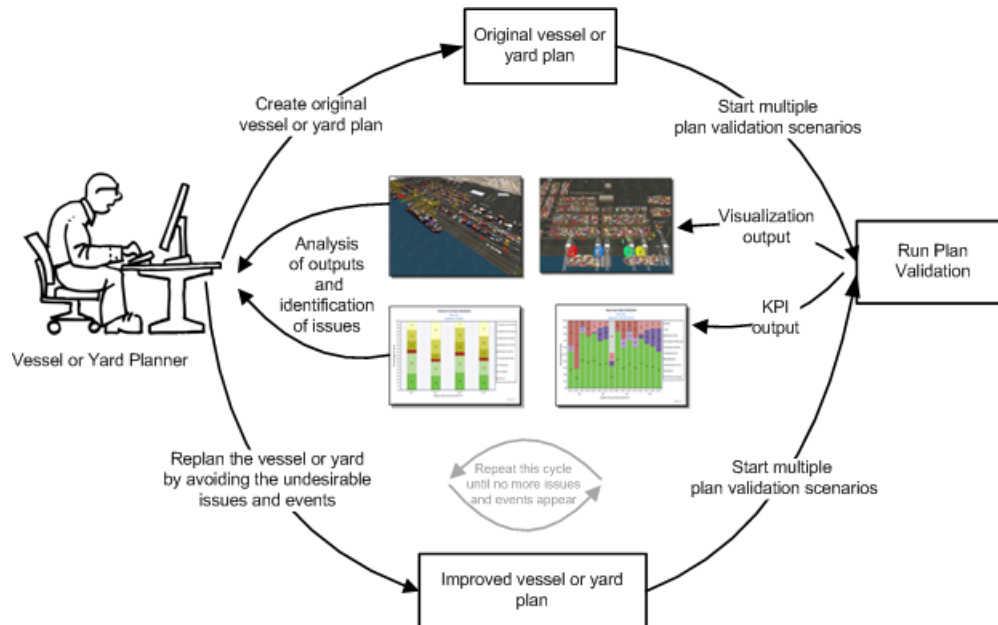 Original vessel or
yard plan
Create original
vessel or yard plan
Start multiple
plan validation scenarios
Visualization
output
Run Plan
Validation
KPI
output
Analysis
of outputs
and
identification
of issues
Vessel or Yard Planner
Replan the vessel or yard
by avoiding the undesirable
issues and events
Repeat this cycle
until no more issues
and events appear
Start multiple
plan validation scenarios
Improved vessel or yard
plan